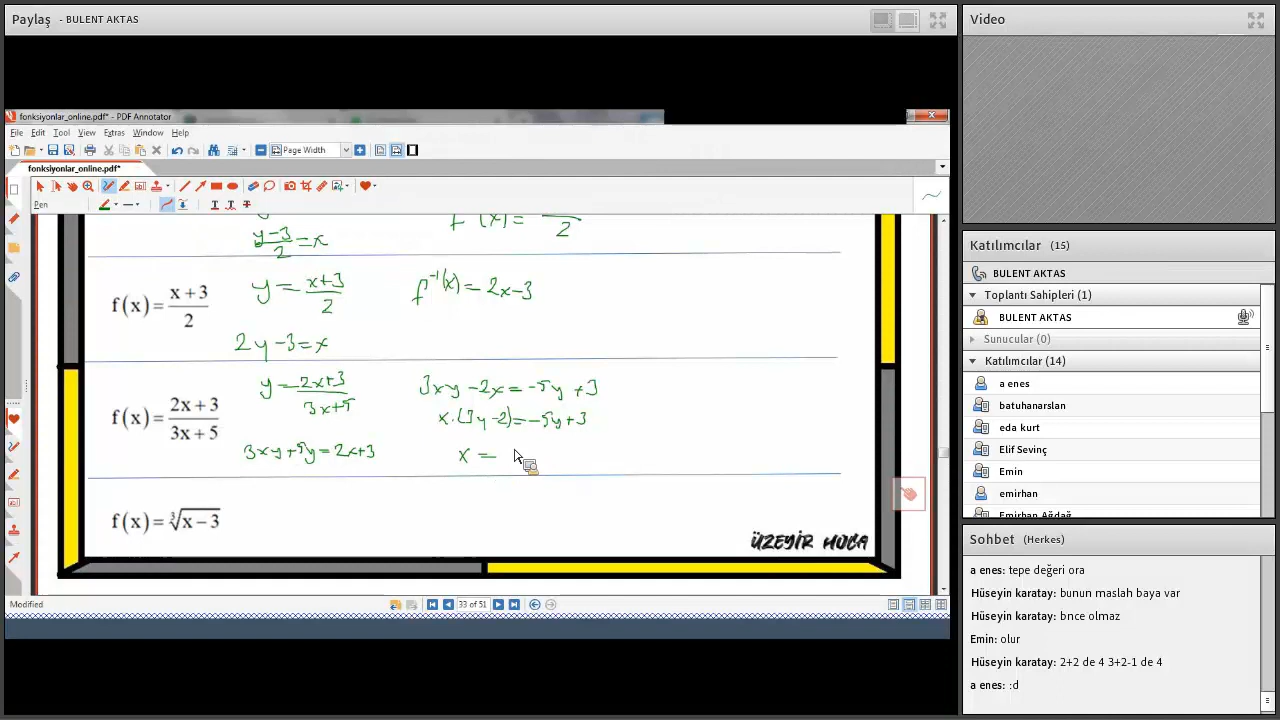 Paylaş - BULENT AKTAS
fonksiyonlar_online.pdf* - PDF Annotator
File Edit Tool View Extras Window Help
Page Width
fonksiyonlar_online.pdf*
Pen
(x) =
2
y-3
2
=x
f(x) = x+3
2
y = x+3
2
f⁻¹(x) = 2x-3
2y-3=x
f(x) = 2x+3
3x+5
y = 2x+3
3x+5
3xy-2x=-5y+3
x.(3y-2)=-5y+3
3xy+5y=2x+3
x =
f(x) = ∛x-3
ÜZEYİR HOCA
Modified
33 of 51
Video
Katılımcılar (15)
BULENT AKTAS
Toplantı Sahipleri (1)
BULENT AKTAS
Sunucular (0)
Katılımcılar (14)
a enes
batuhanarslan
eda kurt
Elif Sevinç
Emin
emirhan
Emirhan Ağdağ
Sohbet (Herkes)
a enes: tepe değeri ora
Hüseyin karatay: bunun maslah baya var
Hüseyin karatay: bnce olmaz
Emin: olur
Hüseyin karatay: 2+2 de 4 3+2-1 de 4
a enes: :d